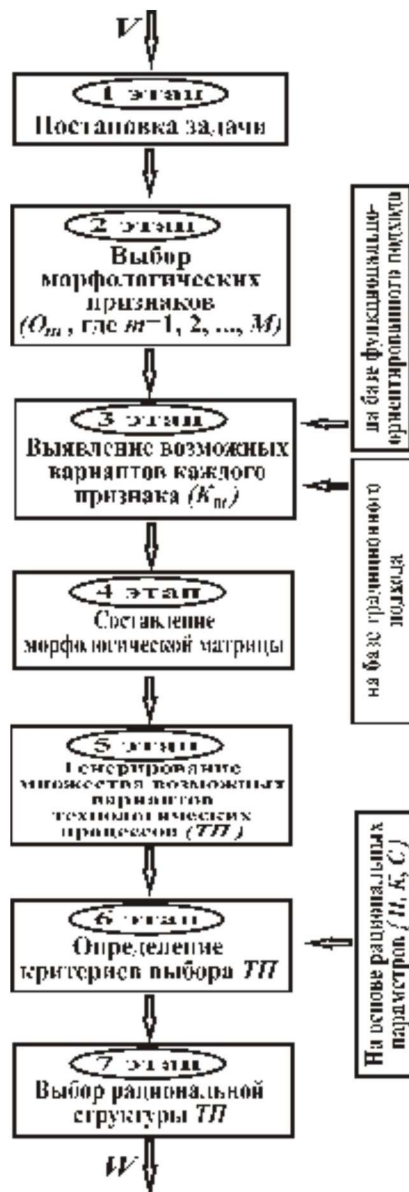 V
1 этап
Постановка задачи
2 этап
Выбор
морфологических
признаков
(Om, где m=1, 2, ..., M)
3 этап
Выявление возможных
вариантов каждого
признака (Km)
4 этап
Составление
морфологической матрицы
5 этап
Генерирование
множества возможных
вариантов
технологических
процессов (ТП)
6 этап
Определение
критериев выбора ТП
7 этап
Выбор рациональной
структуры ТП
W
на базе функционально-
ориентированного подхода
на базе традиционного
подхода
На основе рациональных
параметров (П, К, С)